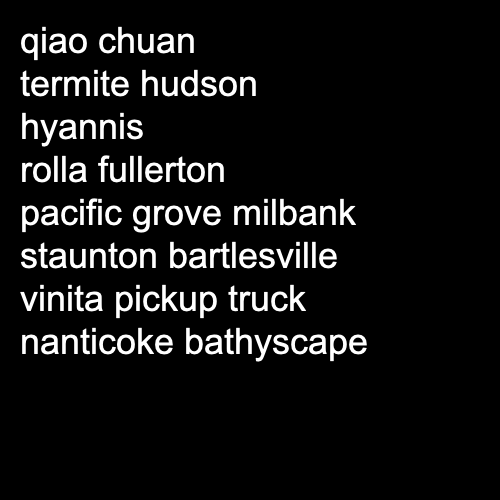 qiao chuan
termite hudson
hyannis
rolla fullerton
pacific grove milbank
staunton bartlesville
vinita pickup truck
nanticoke bathyscape